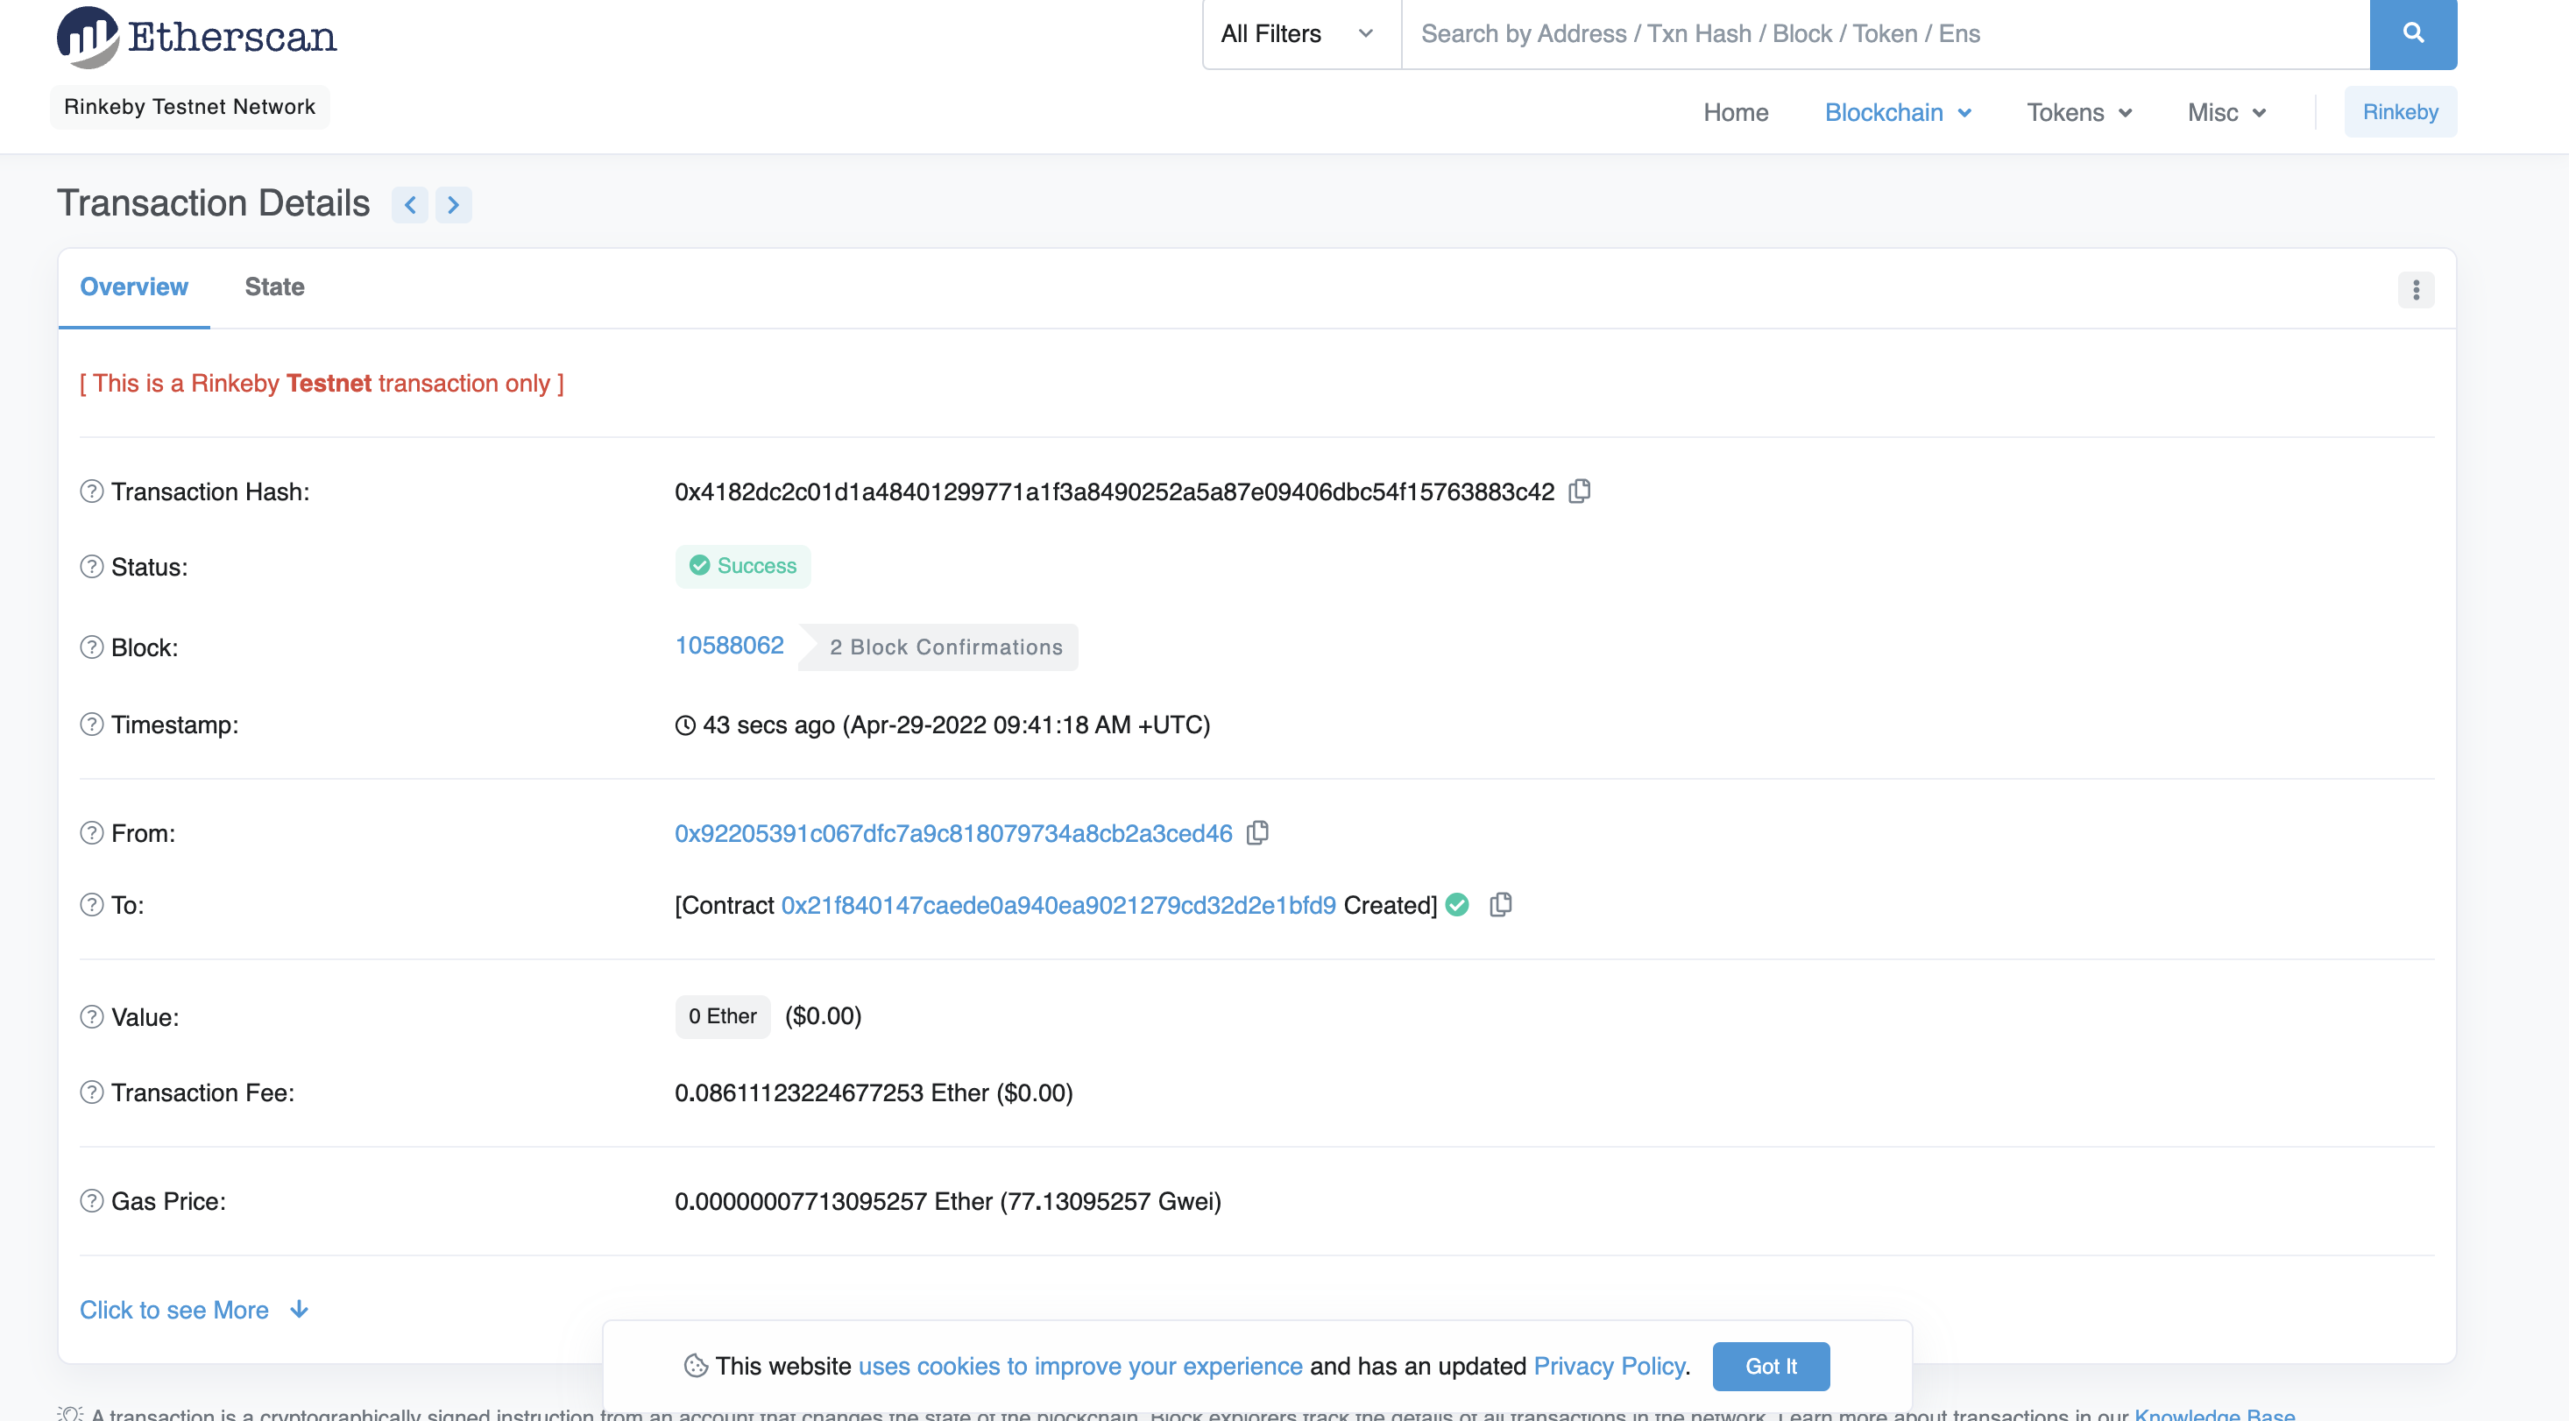 Etherscan
All Filters
Search by Address / Txn Hash / Block / Token / Ens
Rinkeby Testnet Network
Home Blockchain Tokens Misc Rinkeby
Transaction Details
Overview State
[ This is a Rinkeby Testnet transaction only ]
Transaction Hash: 0x4182dc2c01d1a48401299771a1f3a8490252a5a87e09406dbc54f15763883c42
Status: Success
Block: 10588062 2 Block Confirmations
Timestamp: 43 secs ago (Apr-29-2022 09:41:18 AM +UTC)
From: 0x92205391c067dfc7a9c818079734a8cb2a3ced46
To: [Contract 0x21f840147caede0a940ea9021279cd32d2e1bfd9 Created]
Value: 0 Ether ($0.00)
Transaction Fee: 0.08611123224677253 Ether ($0.00)
Gas Price: 0.00000007713095257 Ether (77.13095257 Gwei)
Click to see More
This website uses cookies to improve your experience and has an updated Privacy Policy. Got It
A transaction is a cryptographically signed instruction from an account that changes the state of the blockchain. Block explorers track the details of all transactions in the network. Learn more about transactions in our Knowledge Base